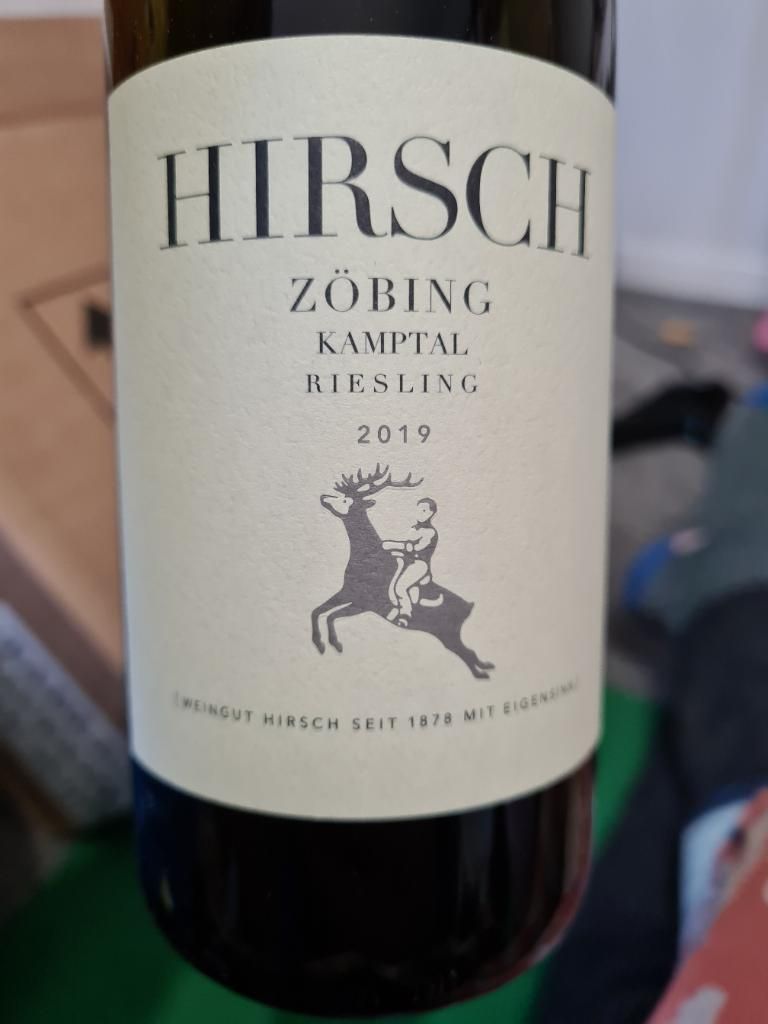 HIRSCH
ZÖBING
KAMPTAL
RIESLING
2019
[WEINGUT HIRSCH SEIT 1878 MIT EIGENSINN]